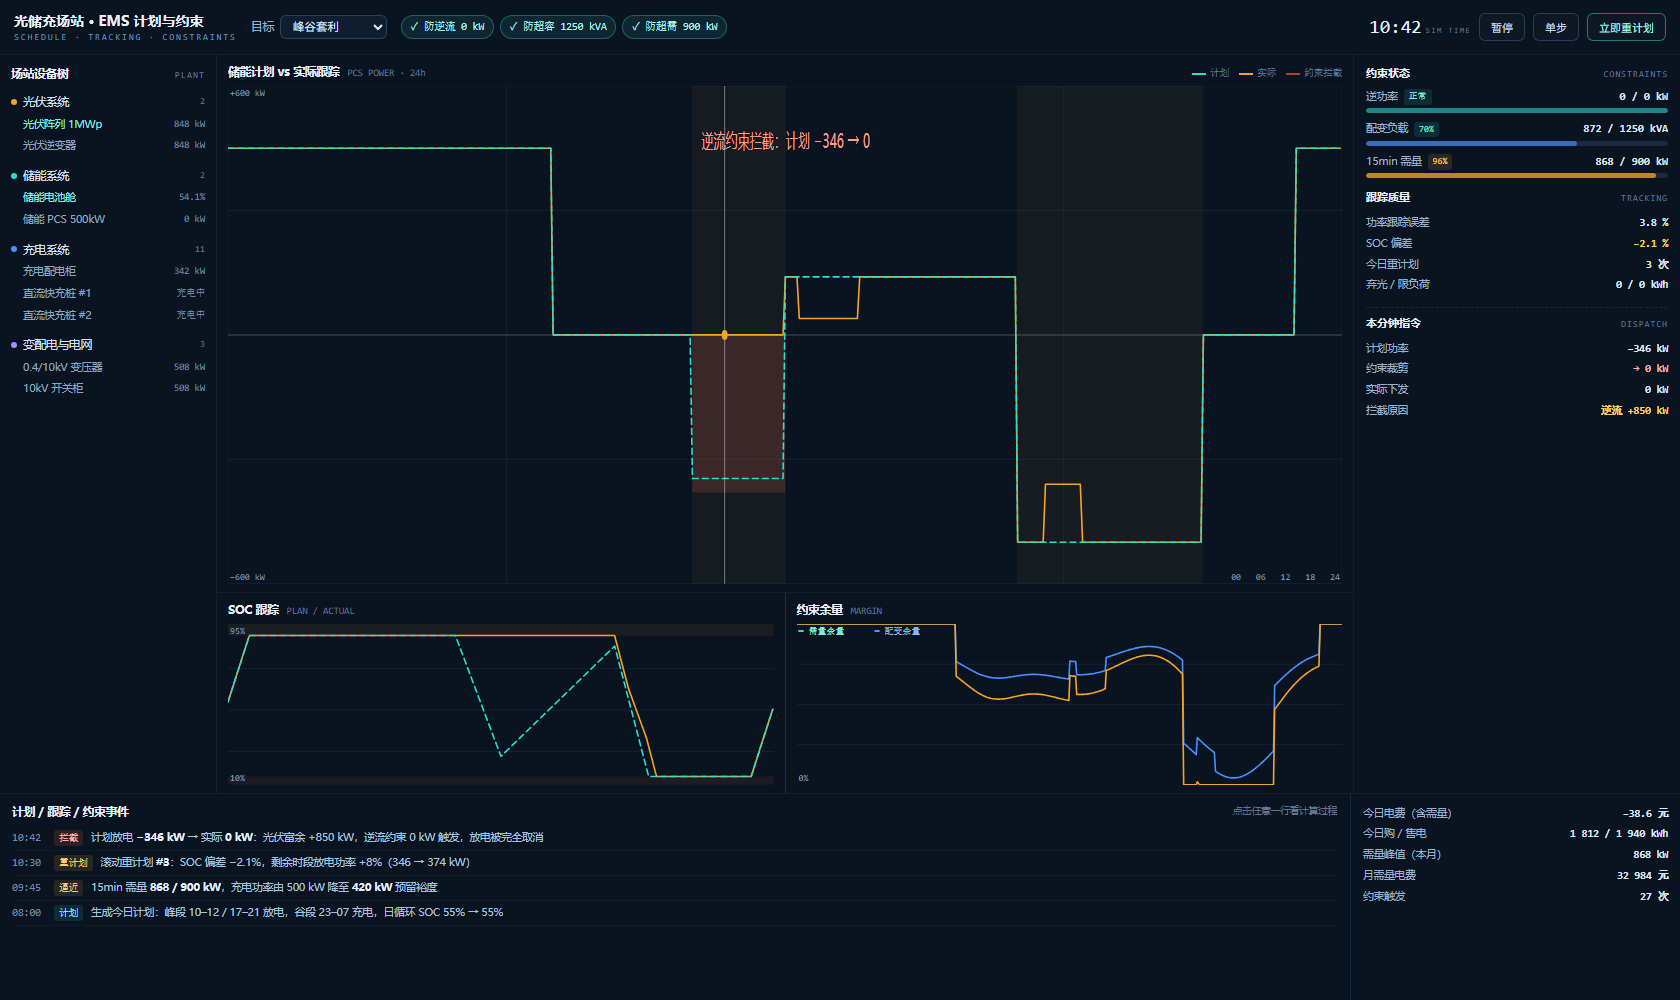 光储充场站 • EMS 计划与约束
SCHEDULE · TRACKING · CONSTRAINTS
目标
峰谷套利
✓ 防逆流 0 kW
✓ 防超容 1250 kVA
✓ 防超需 900 kW
10:42 SIM TIME
暂停
单步
立即重计划
场站设备树 PLANT
光伏系统 2
光伏阵列 1MWp 848 kW
光伏逆变器 848 kW
储能系统 2
储能电池舱 54.1%
储能 PCS 500kW 0 kW
充电系统 11
充电配电柜 342 kW
直流快充桩 #1 充电中
直流快充桩 #2 充电中
变配电与电网 3
0.4/10kV 变压器 508 kW
10kV 开关柜 508 kW
储能计划 vs 实际跟踪 PCS POWER · 24h
计划 实际 约束拦截
+600 kW
逆流约束拦截：计划 −346 → 0
−600 kW
00 06 12 18 24
SOC 跟踪 PLAN / ACTUAL
95%
10%
约束余量 MARGIN
需量余量 配变余量
0%
约束状态 CONSTRAINTS
逆功率 正常 0 / 0 kW
配变负载 70% 872 / 1250 kVA
15min 需量 96% 868 / 900 kW
跟踪质量 TRACKING
功率跟踪误差 3.8 %
SOC 偏差 −2.1 %
今日重计划 3 次
弃光 / 限负荷 0 / 0 kWh
本分钟指令 DISPATCH
计划功率 −346 kW
约束裁剪 → 0 kW
实际下发 0 kW
拦截原因 逆流 +850 kW
计划 / 跟踪 / 约束事件
点击任意一行看计算过程
10:42 拦截 计划放电 −346 kW → 实际 0 kW：光伏富余 +850 kW，逆流约束 0 kW 触发，放电被完全取消
10:30 重计划 滚动重计划 #3：SOC 偏差 −2.1%，剩余时段放电功率 +8%（346 → 374 kW）
09:45 逼近 15min 需量 868 / 900 kW，充电功率由 500 kW 降至 420 kW 预留裕度
08:00 计划 生成今日计划：峰段 10–12 / 17–21 放电，谷段 23–07 充电，日循环 SOC 55% → 55%
今日电费（含需量） −38.6 元
今日购 / 售电 1 812 / 1 940 kWh
需量峰值（本月） 868 kW
月需量电费 32 984 元
约束触发 27 次